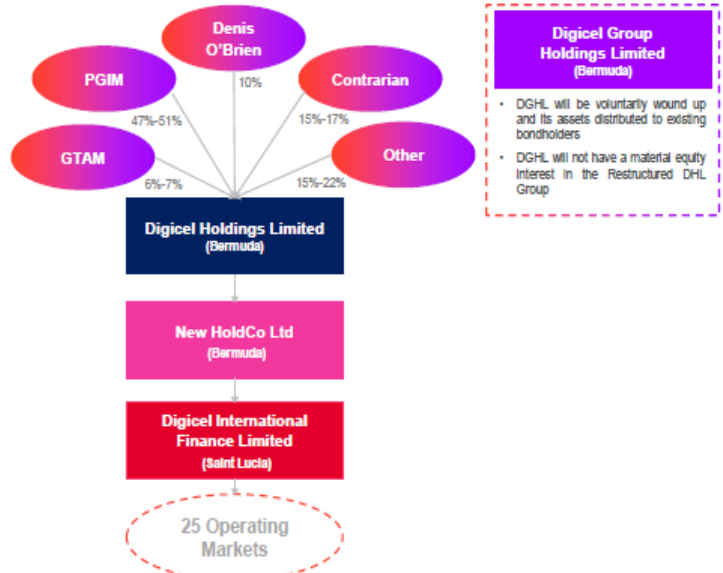 Denis
O'Brien
PGIM
10%
Contrarian
47%-51%
15%-17%
GTAM
Other
6%-7%
15%-22%
Digicel Holdings Limited
(Bermuda)
New HoldCo Ltd
(Bermuda)
Digicel International
Finance Limited
(Saint Lucia)
25 Operating
Markets
Digicel Group
Holdings Limited
(Bermuda)
• DGHL will be voluntarily wound up
and its assets distributed to existing
bondholders
• DGHL will not have a material equity
interest in the Restructured DHL
Group